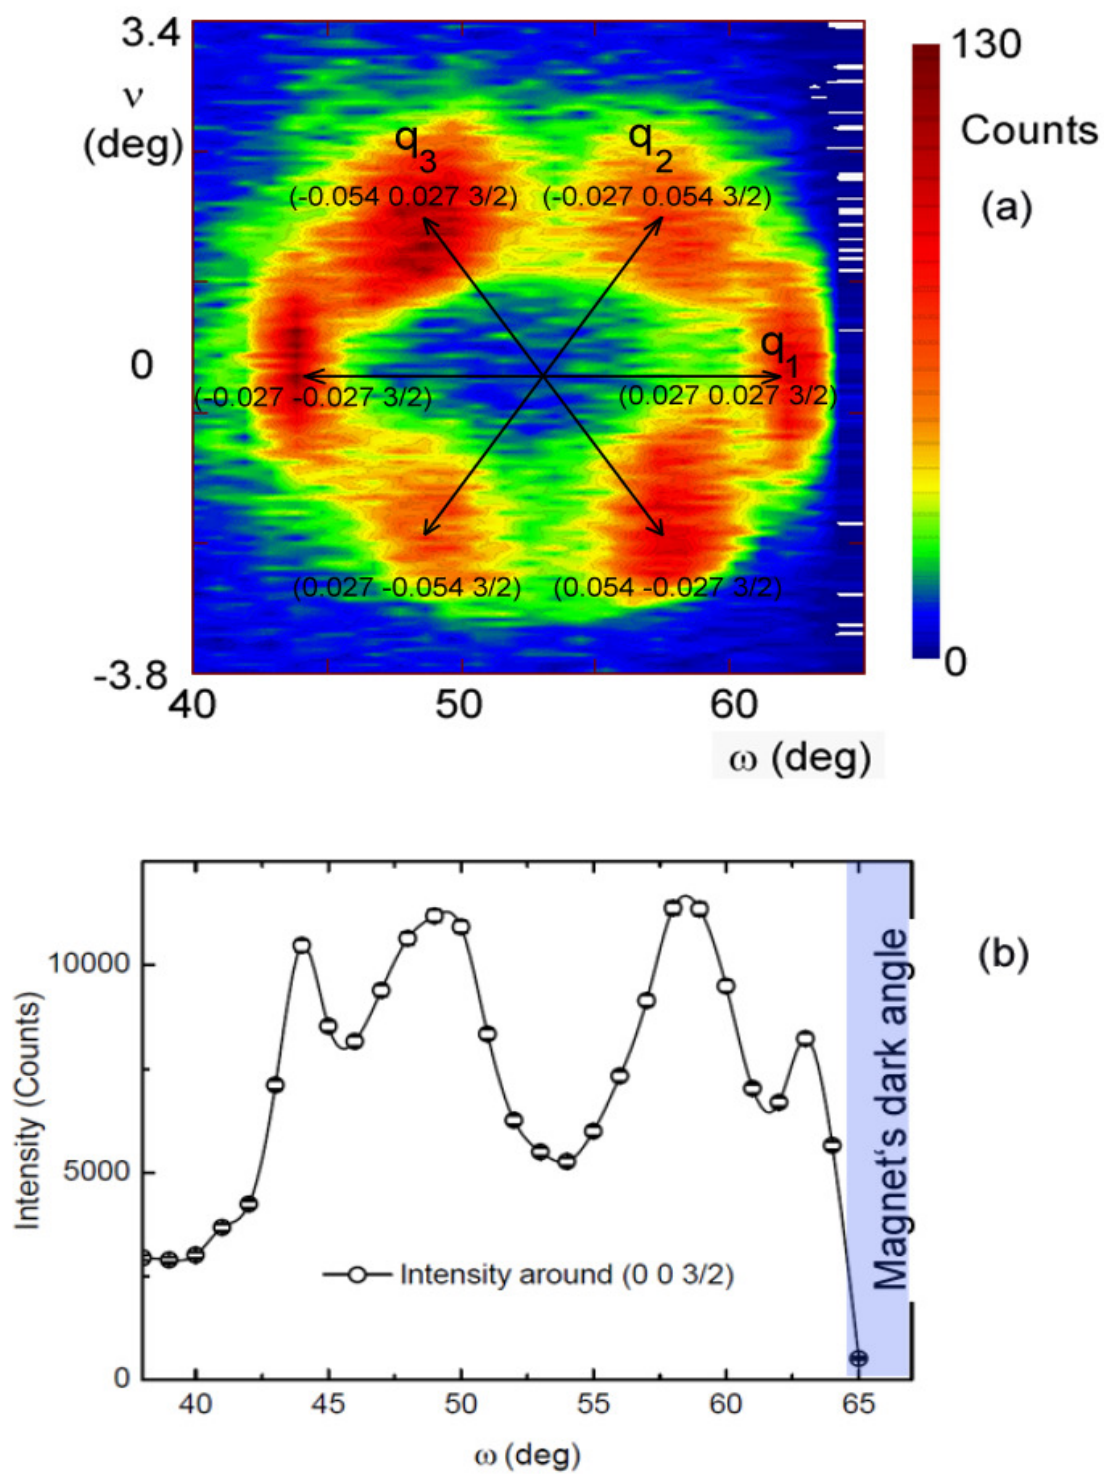 3.4
ν
(deg)
0
-3.8
q3
q2
(-0.054 0.027 3/2) (-0.027 0.054 3/2)
q1
(-0.027 -0.027 3/2) (0.027 0.027 3/2)
(0.027 -0.054 3/2) (0.054 -0.027 3/2)
40 50 60
ω (deg)
130
Counts
0
(a)
Intensity (Counts)
10000
5000
0
Intensity around (0 0 3/2)
Magnet's dark angle
(b)
40 45 50 55 60 65
ω (deg)